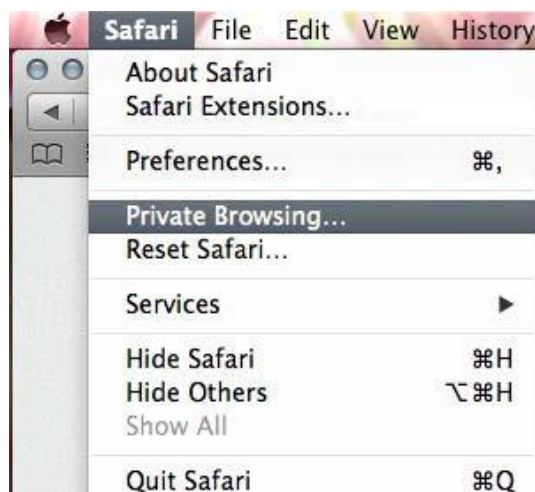 Safari File Edit View History
About Safari
Safari Extensions...
Preferences... ⌘,
Private Browsing...
Reset Safari...
Services ▶
Hide Safari ⌘H
Hide Others ⌥⌘H
Show All
Quit Safari ⌘Q